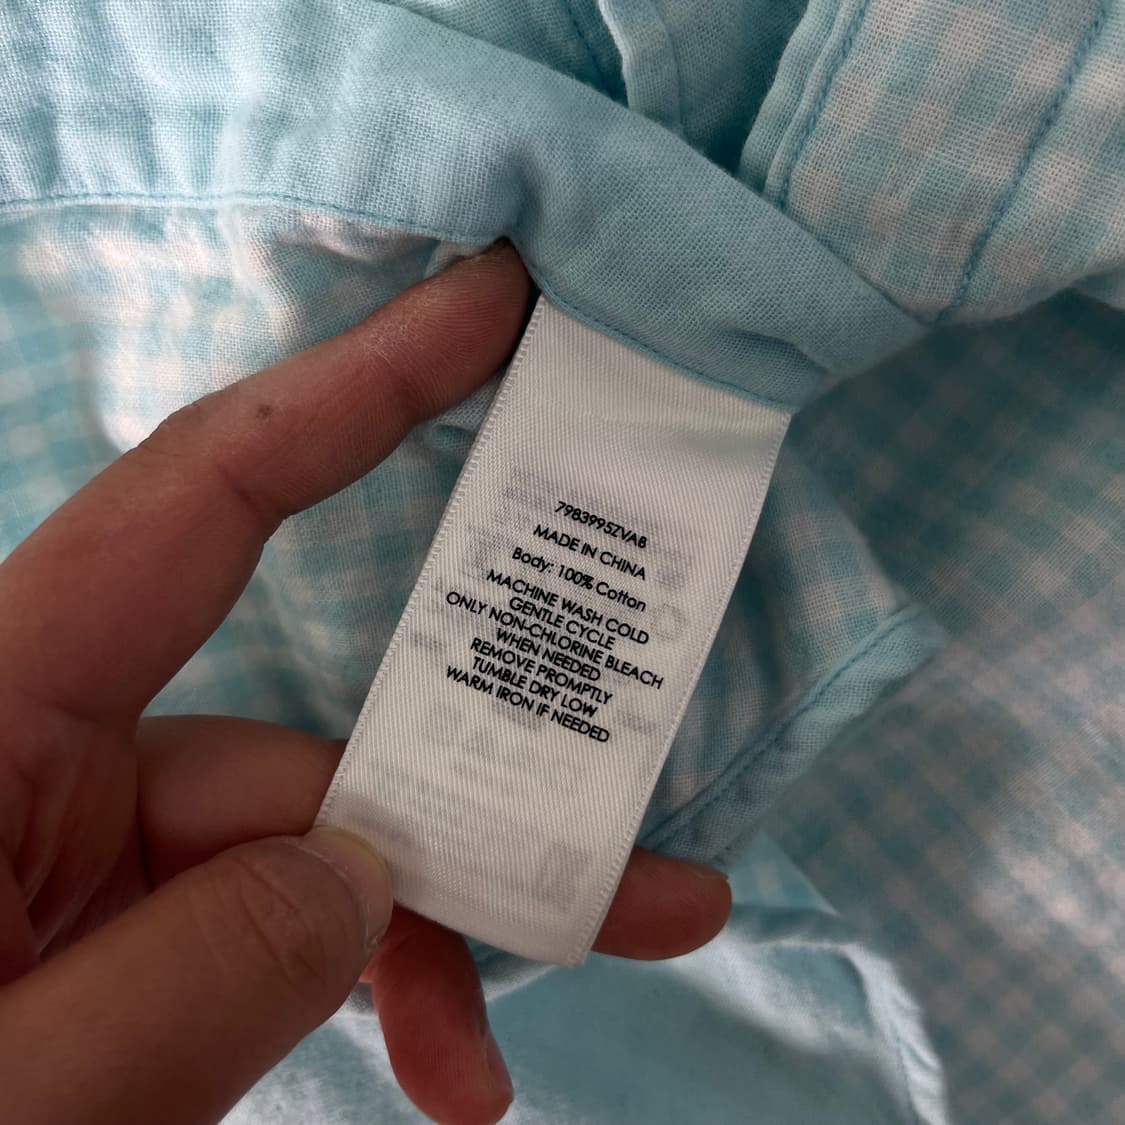 7983995ZVAB
MADE IN CHINA
Body: 100% Cotton
MACHINE WASH COLD
GENTLE CYCLE
ONLY NON-CHLORINE BLEACH
WHEN NEEDED
REMOVE PROMPTLY
TUMBLE DRY LOW
WARM IRON IF NEEDED